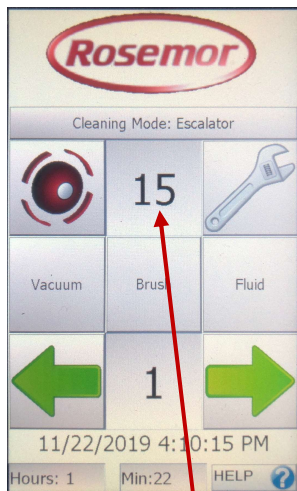 Rosemor
Cleaning Mode: Escalator
15
Vacuum Brush Fluid
1
11/22/2019 4:10:15 PM
Hours: 1 Min:22 HELP ?